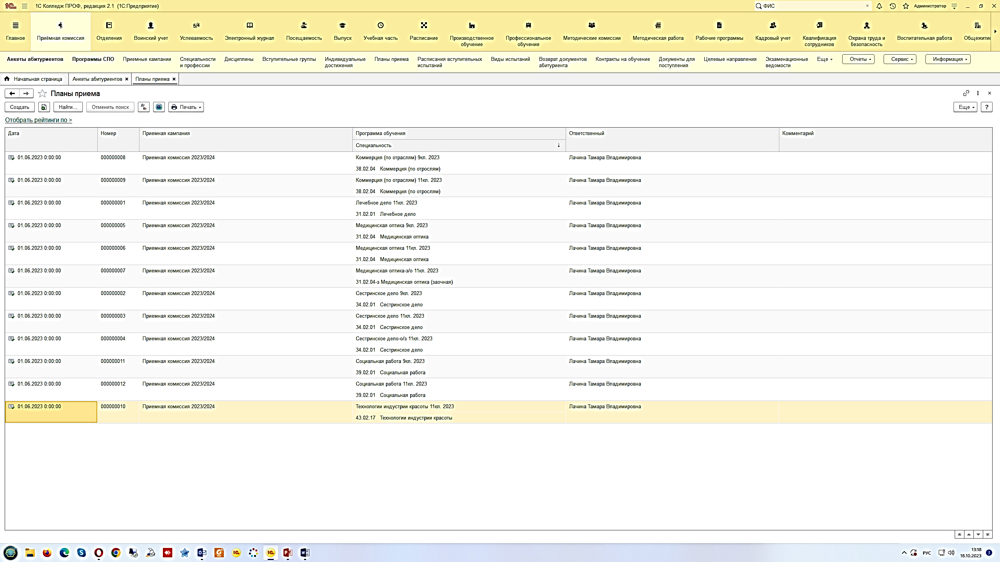 1С Колледж ПРОФ, редакция 2.1 (1С:Предприятие)
ФИС
Администратор
Главное
Приёмная комиссия
Отделения
Воинский учет
5/4
Успеваемость
Электронный журнал
Посещаемость
Выпуск
Учебная часть
Расписание
Производственное
обучение
Профессиональное
обучение
Методические комиссии
Методическая работа
Рабочие программы
Кадровый учет
Квалификация
сотрудников
Охрана труда и
безопасность
Воспитательная работа
Общежитие
Анкеты абитуриентов
Программы СПО
Приемные кампании
Специальности
и профессии
Дисциплины
Вступительные группы
Индивидуальные
достижения
Планы приема
Расписания вступительных
испытаний
Виды испытаний
Возврат документов
абитуриента
Контракты на обучение
Документы для
поступления
Целевые направления
Экзаменационные
ведомости
Еще
Отчеты
Сервис
Информация
Начальная страница
Анкеты абитуриентов
Планы приема
Планы приема
Создать
Найти...
Отменить поиск
Дт
Кт
Печать
Еще
?
Отобрать рейтинги по >
Дата Номер Приемная кампания Программа обучения Ответственный Комментарий
Специальность
01.06.2023 0:00:00 000000008 Приемная комиссия 2023/2024 Коммерция (по отраслям) 9кл. 2023 Лачина Тамара Владимировна
38.02.04 Коммерция (по отрослям)
01.06.2023 0:00:00 000000009 Приемная комиссия 2023/2024 Коммерция (по отраслям) 11кл. 2023 Лачина Тамара Владимировна
38.02.04 Коммерция (по отрослям)
01.06.2023 0:00:00 000000001 Приемная комиссия 2023/2024 Лечебное дело 11кл. 2023 Лачина Тамара Владимировна
31.02.01 Лечебное дело
01.06.2023 0:00:00 000000005 Приемная комиссия 2023/2024 Медицинская оптика 9кл. 2023 Лачина Тамара Владимировна
31.02.04 Медицинская оптика
01.06.2023 0:00:00 000000006 Приемная комиссия 2023/2024 Медицинская оптика 11кл. 2023 Лачина Тамара Владимировна
31.02.04 Медицинская оптика
01.06.2023 0:00:00 000000007 Приемная комиссия 2023/2024 Медицинская оптика-з/о 11кл. 2023 Лачина Тамара Владимировна
31.02.04-з Медицинская оптика (заочная)
01.06.2023 0:00:00 000000002 Приемная комиссия 2023/2024 Сестринское дело 9кл. 2023 Лачина Тамара Владимировна
34.02.01 Сестринское дело
01.06.2023 0:00:00 000000003 Приемная комиссия 2023/2024 Сестринское дело 11кл. 2023 Лачина Тамара Владимировна
34.02.01 Сестринское дело
01.06.2023 0:00:00 000000004 Приемная комиссия 2023/2024 Сестринское дело-о/з 11кл. 2023 Лачина Тамара Владимировна
34.02.01 Сестринское дело
01.06.2023 0:00:00 000000011 Приемная комиссия 2023/2024 Социальная работа 9кл. 2023 Лачина Тамара Владимировна
39.02.01 Социальная работа
01.06.2023 0:00:00 000000012 Приемная комиссия 2023/2024 Социальная работа 11кл. 2023 Лачина Тамара Владимировна
39.02.01 Социальная работа
01.06.2023 0:00:00 000000010 Приемная комиссия 2023/2024 Технологии индустрии красоты 11кл. 2023 Лачина Тамара Владимировна
43.02.17 Технологии индустрии красоты
РУС
13:18
18.10.2023
3